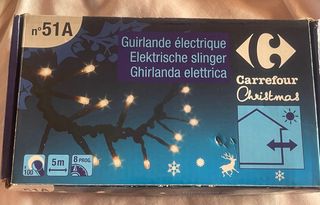 n°51A
Guirlande électrique
Elektrische slinger
Ghirlanda elettrica
Carrefour
Christmas
100
5m
8 PROG.